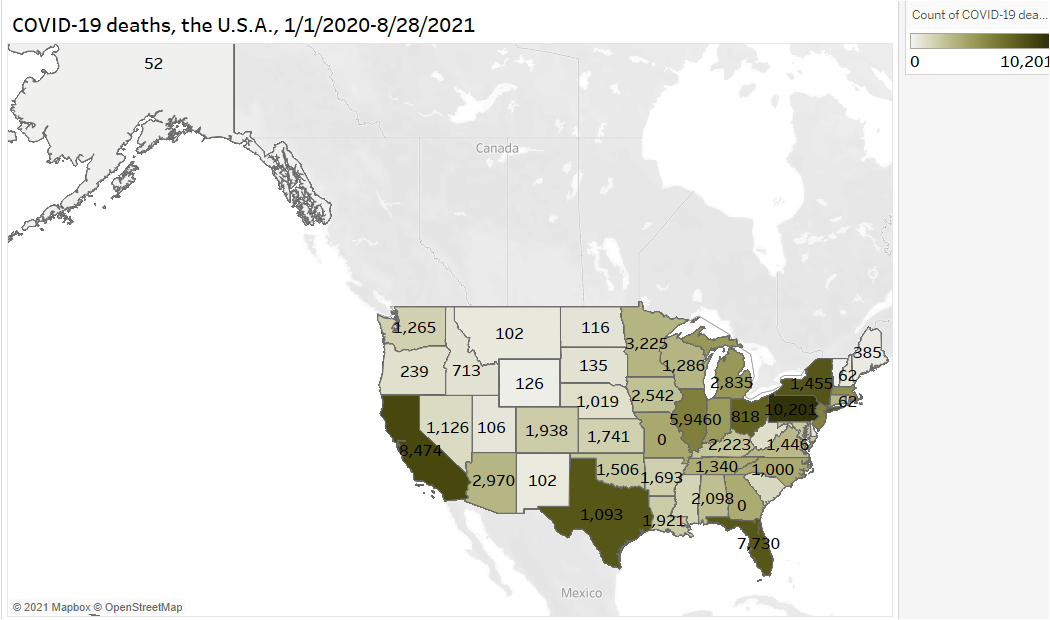 COVID-19 deaths, the U.S.A., 1/1/2020-8/28/2021
Count of COVID-19 dea...
0 10,201
52
Canada
1,265 102 116
3,225
385
239 713 135 1,286 62
126 2,835 1,455
1,019 2,542 62
10,201
1,126 106 1,938 1,741 0 5,9460 818
8,474 2,223 1,446
2,970 102 1,506 1,693 1,340 1,000
1,093 1,921 2,098 0
7,730
Mexico
© 2021 Mapbox © OpenStreetMap